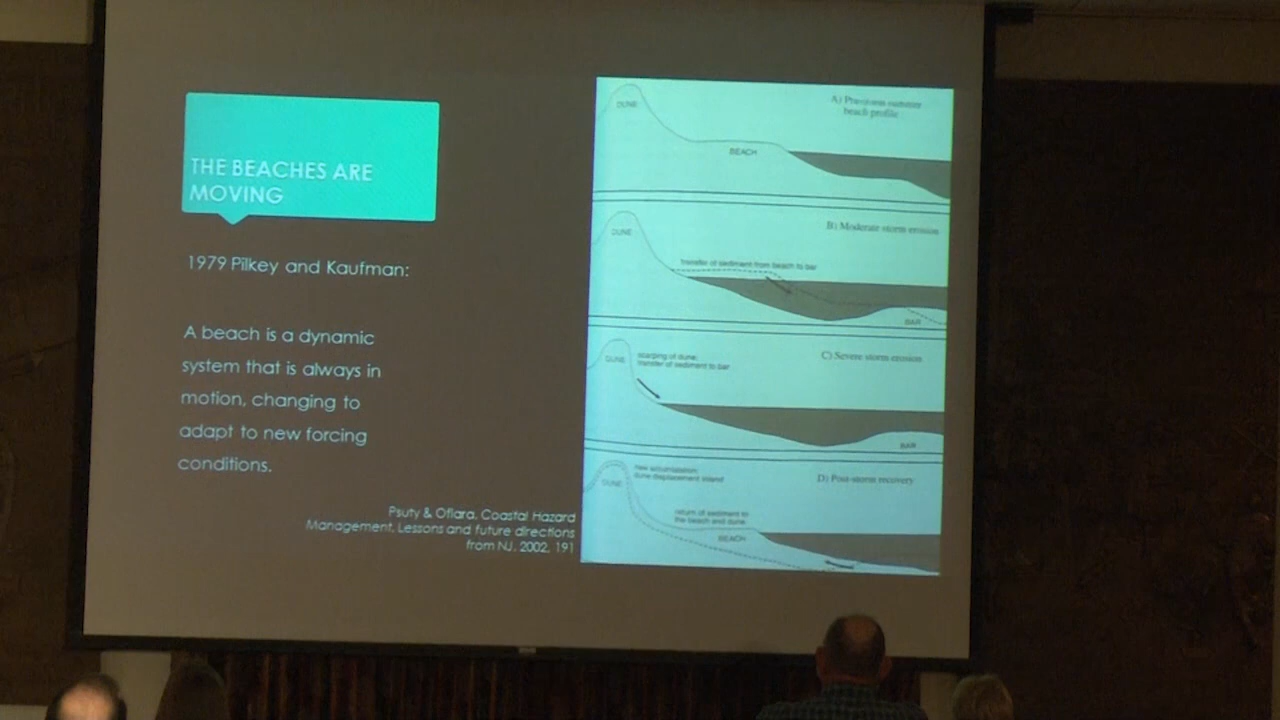 THE BEACHES ARE
MOVING
1979 Pilkey and Kaufman:
A beach is a dynamic
system that is always in
motion, changing to
adapt to new forcing
conditions.
Psuty & Oflara, Coastal Hazard
Management, Lessons and future directions
from NJ. 2002, 191
DUNE
A)
beach profile
BEACH
B) Moderate storm erosion
DUNE
Transfer of sediment from beach to bar
BAR
C) Severe storm erosion
DUNE
scarping of dune;
transfer of sediment to bar
BAR
D) Post-storm recovery
new accumulation;
dune displacement inland
DUNE
return of sediment to
the beach and dune
BEACH